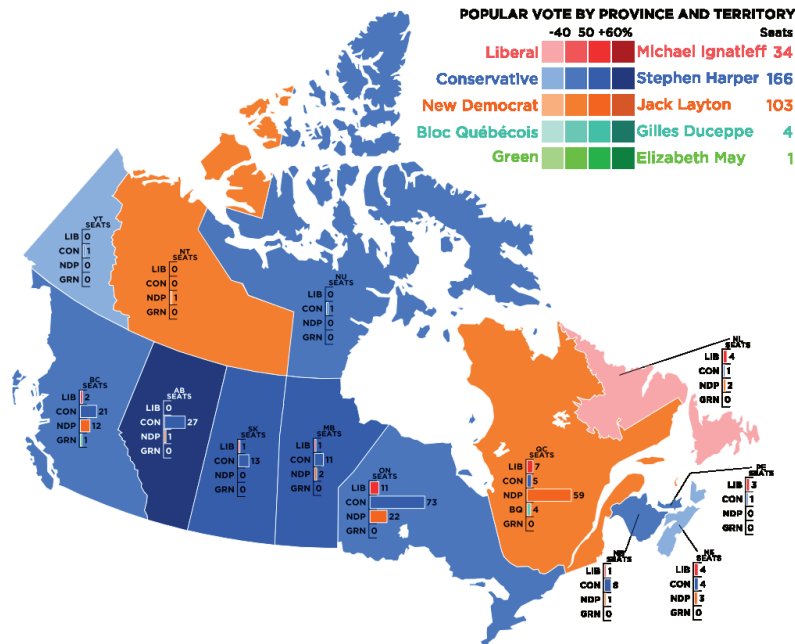 POPULAR VOTE BY PROVINCE AND TERRITORY
-40 50 +60% Seats
Liberal Michael Ignatieff 34
Conservative Stephen Harper 166
New Democrat Jack Layton 103
Bloc Québécois Gilles Duceppe 4
Green Elizabeth May 1
YT
SEATS
LIB 0
CON 1
NDP 0
GRN 0
NT
SEATS
LIB 0
CON 0
NDP 1
GRN 0
NU
SEATS
LIB 0
CON 1
NDP 0
GRN 0
BC
SEATS
LIB 2
CON 21
NDP 12
GRN 1
AB
SEATS
LIB 0
CON 27
NDP 1
GRN 0
SK
SEATS
LIB 1
CON 13
NDP 0
GRN 0
MB
SEATS
LIB 1
CON 11
NDP 2
GRN 0
ON
SEATS
LIB 11
CON 73
NDP 22
GRN 0
QC
SEATS
LIB 7
CON 5
NDP 59
BQ 4
GRN 0
NL
SEATS
LIB 4
CON 1
NDP 2
GRN 0
PE
SEATS
LIB 3
CON 1
NDP 0
GRN 0
NB
SEATS
LIB 1
CON 8
NDP 1
GRN 0
NS
SEATS
LIB 4
CON 4
NDP 3
GRN 0